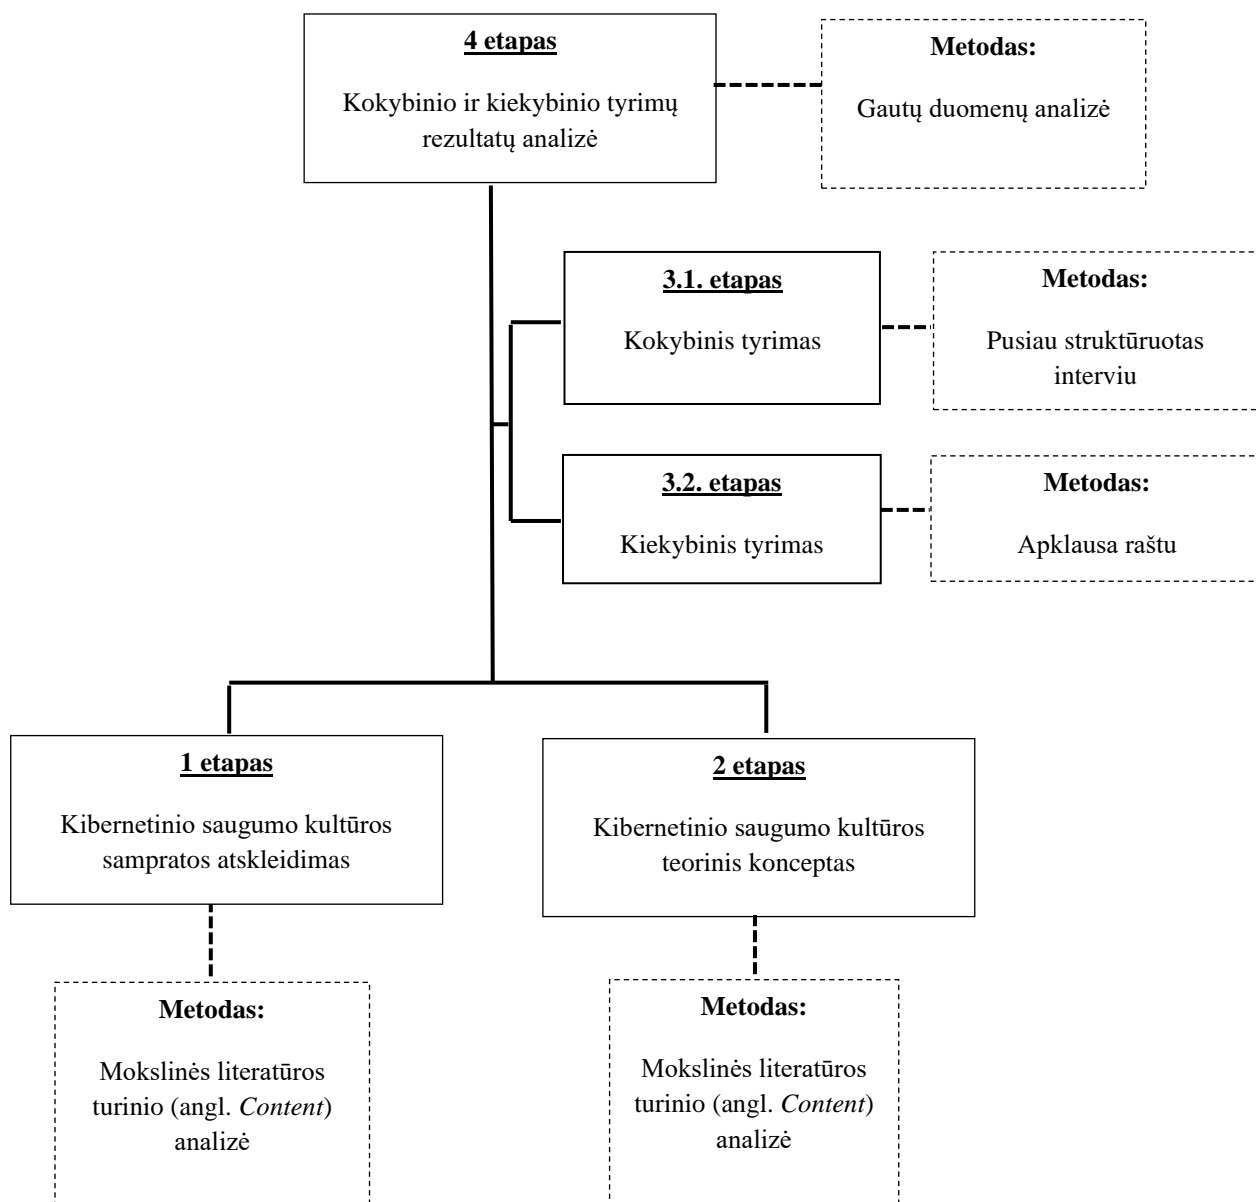 4 etapas
Kokybinio ir kiekybinio tyrimų
rezultatų analizė
Metodas:
Gautų duomenų analizė
3.1. etapas
Kokybinis tyrimas
Metodas:
Pusiau struktūruotas
interviu
3.2. etapas
Kiekybinis tyrimas
Metodas:
Apklausa raštu
1 etapas
Kibernetinio saugumo kultūros
sampratos atskleidimas
2 etapas
Kibernetinio saugumo kultūros
teorinis konceptas
Metodas:
Mokslinės literatūros
turinio (angl. Content)
analizė
Metodas:
Mokslinės literatūros
turinio (angl. Content)
analizė